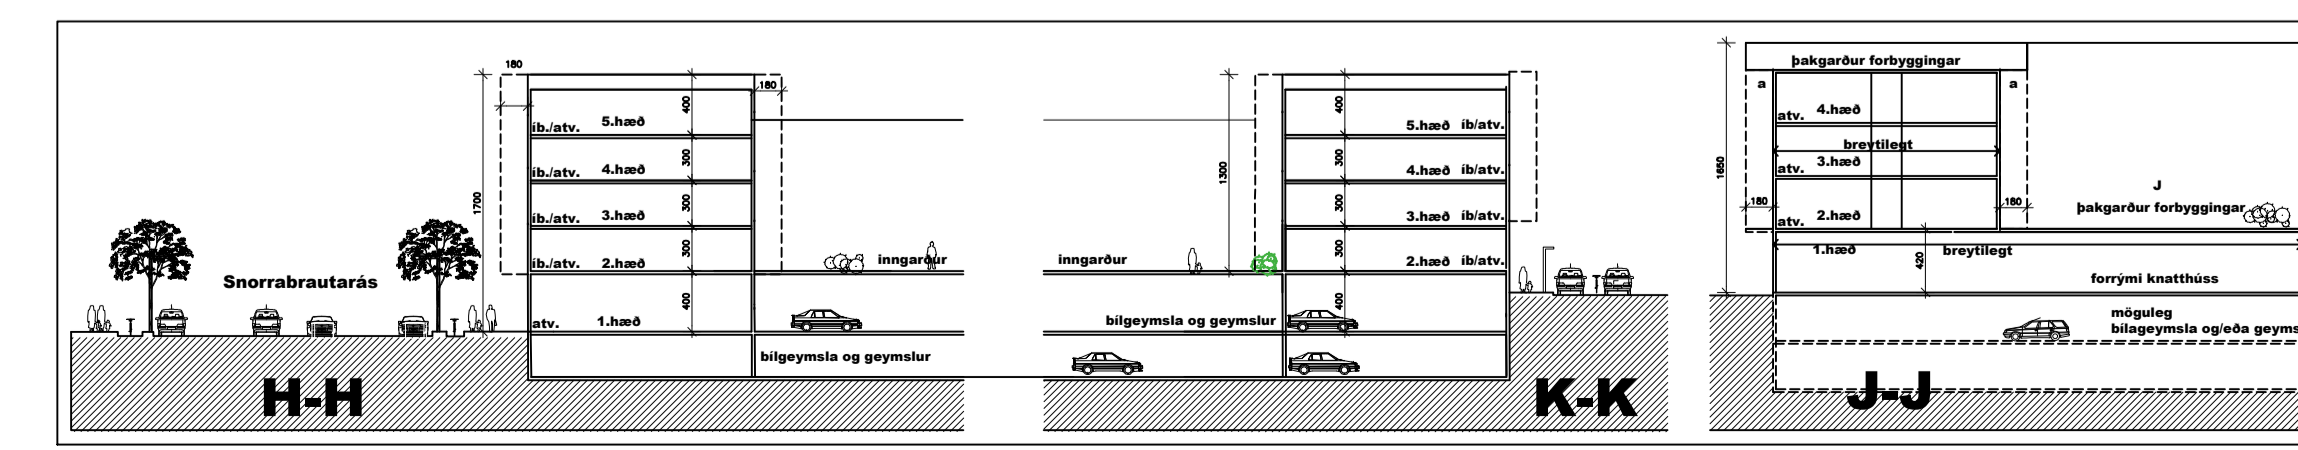 180
180
400
5.hæð
íb./atv.
300
4.hæð
íb./atv.
1700
300
3.hæð
íb./atv.
300
2.hæð
íb./atv.
inngarður
Snorrabrautarás
400
atv.
1.hæð
bílgeymsla og geymslur
H-H
400
5.hæð íb/atv.
300
4.hæð íb/atv.
1300
300
3.hæð íb/atv.
300
2.hæð íb/atv.
inngarður
400
bílgeymsla og geymslur
K-K
þakgarður forbyggingar
a
a
4.hæð
atv.
breytilegt
3.hæð
atv.
1650
180
180
J
þakgarður forbyggingar
2.hæð
atv.
1.hæð
breytilegt
420
forrými knatthúss
möguleg
bílageymsla og/eða geyms
J-J